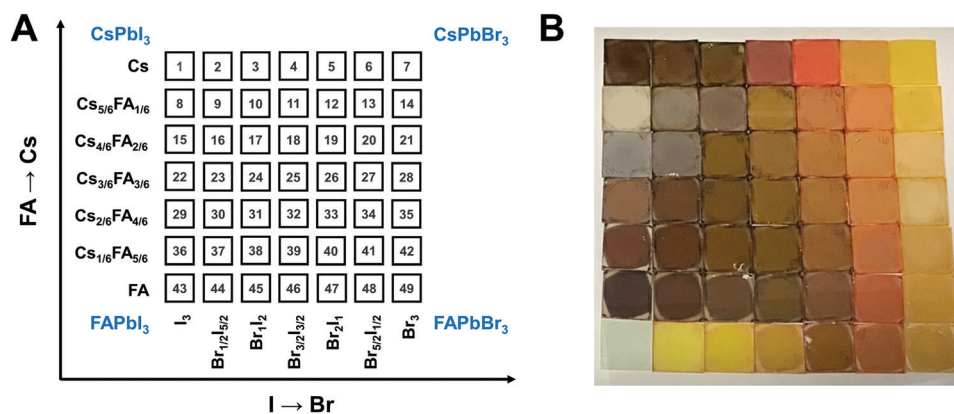 A
B
CsPbI₃
CsPbBr₃
Cs 1 2 3 4 5 6 7
Cs₅/₆FA₁/₆ 8 9 10 11 12 13 14
Cs₄/₆FA₂/₆ 15 16 17 18 19 20 21
Cs₃/₆FA₃/₆ 22 23 24 25 26 27 28
Cs₂/₆FA₄/₆ 29 30 31 32 33 34 35
Cs₁/₆FA₅/₆ 36 37 38 39 40 41 42
FA 43 44 45 46 47 48 49
FA → Cs
FAPbI₃
FAPbBr₃
I₃
Br₁/₂I₅/₂
Br₁I₂
Br₃/₂I₃/₂
Br₂I₁
Br₅/₂I₁/₂
Br₃
I → Br